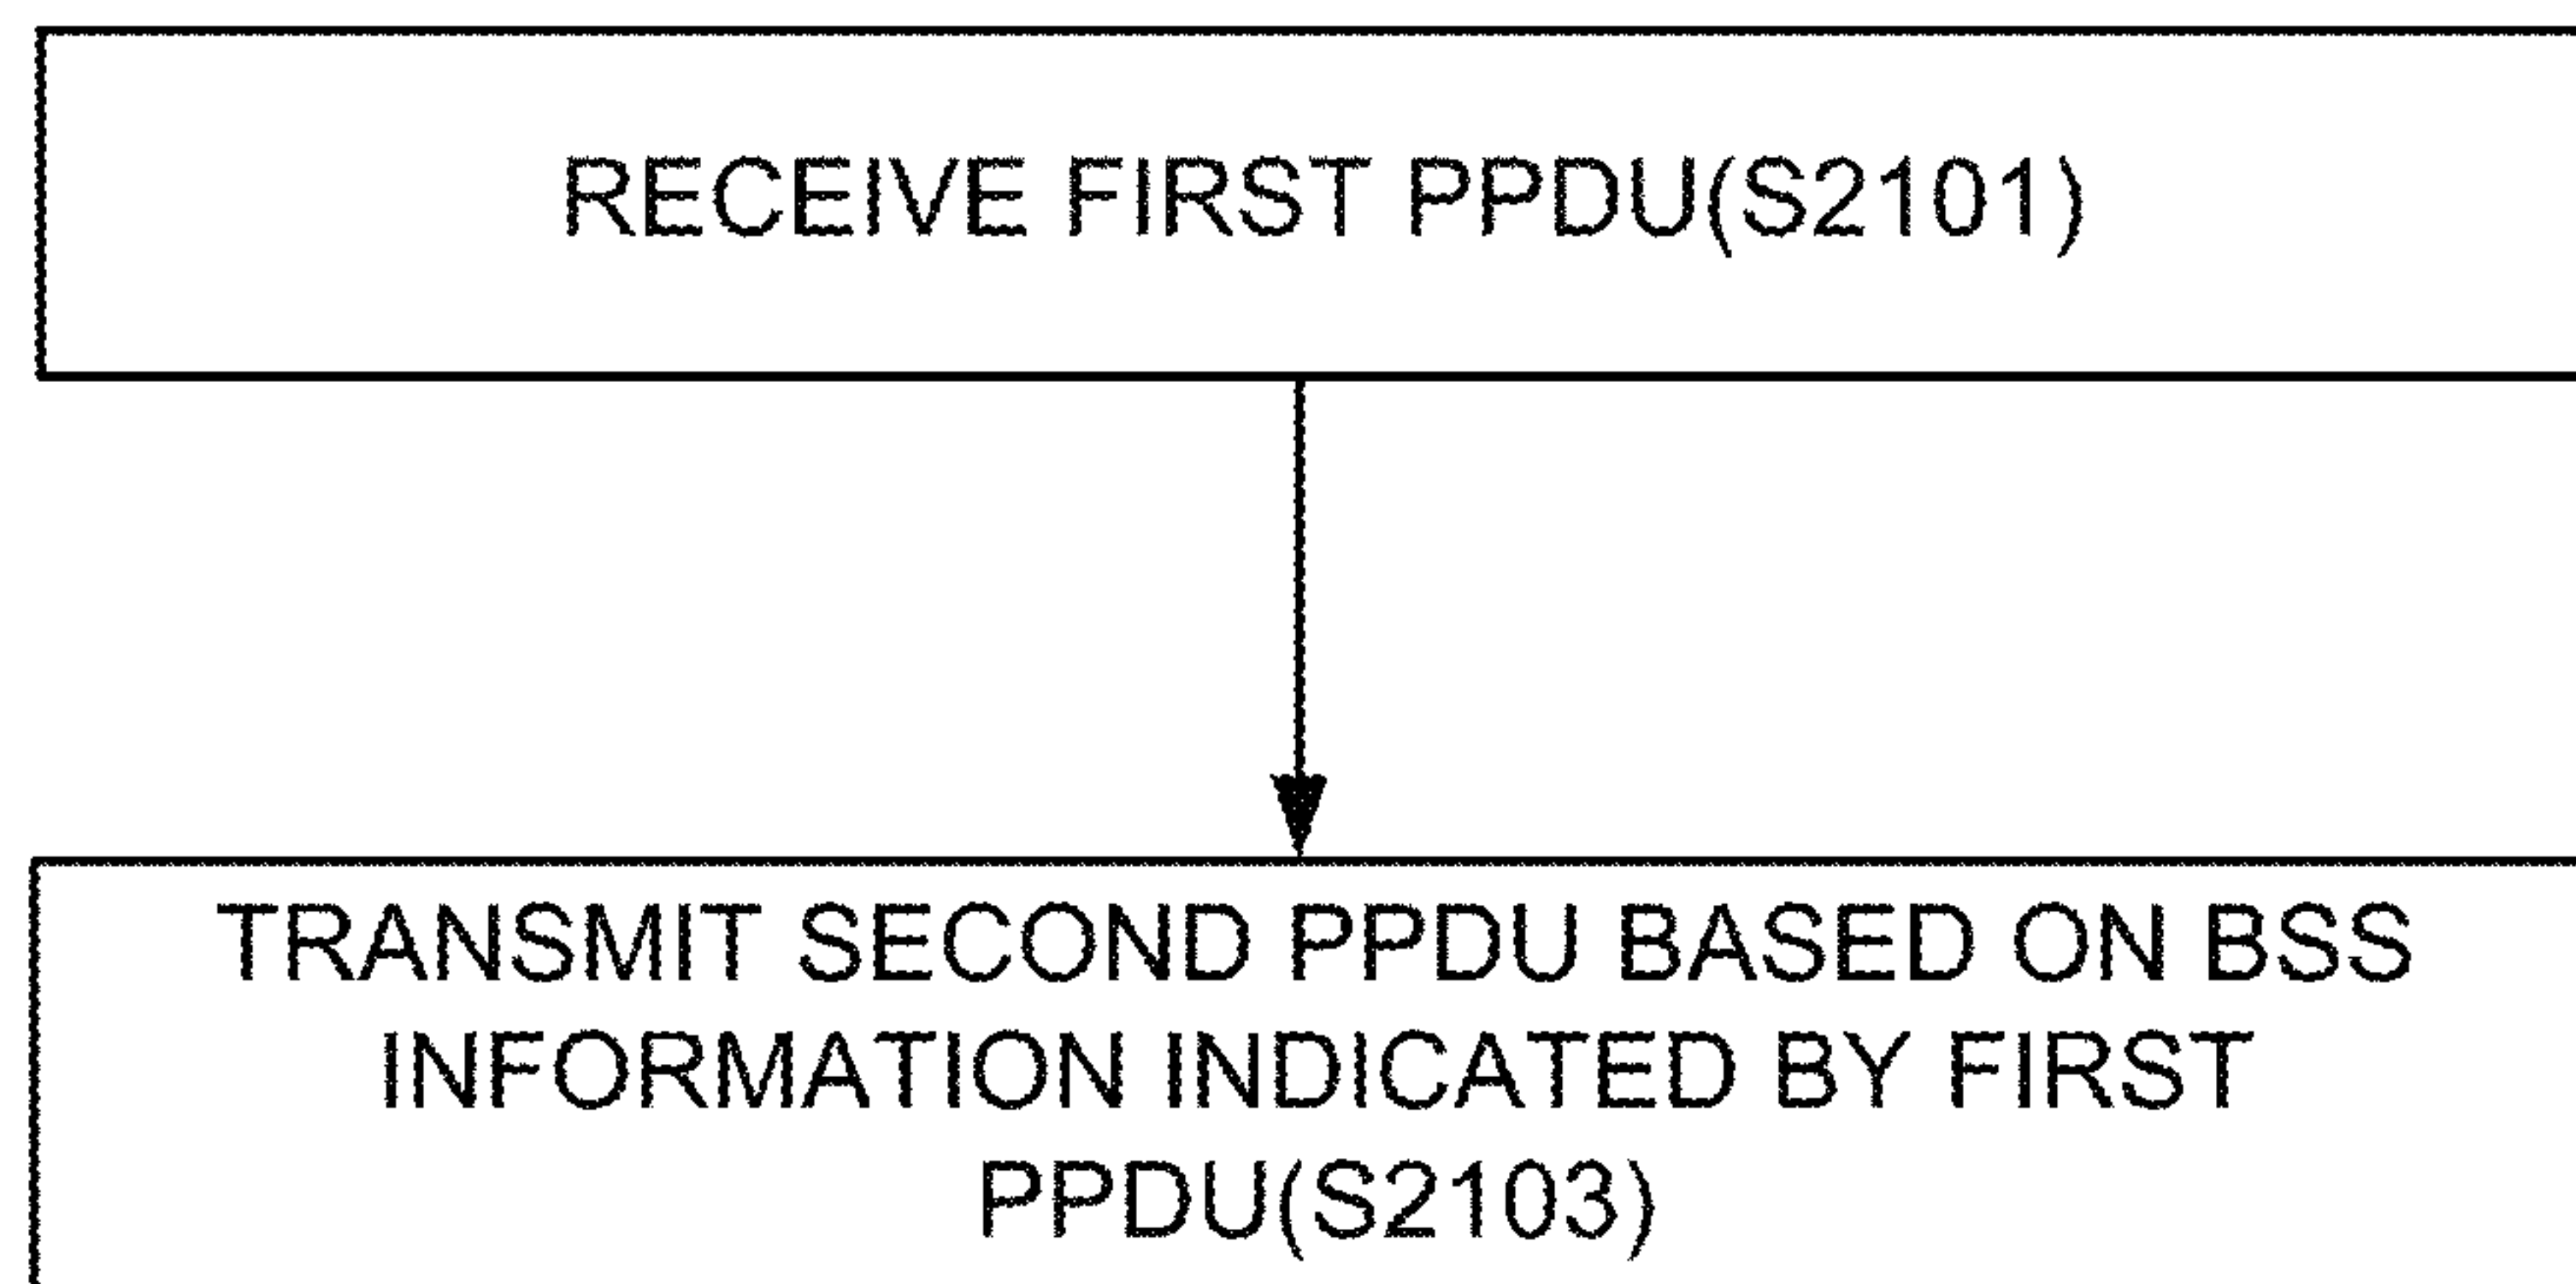 RECEIVE FIRST PPDU(S2101)
TRANSMIT SECOND PPDU BASED ON BSS
INFORMATION INDICATED BY FIRST
PPDU(S2103)